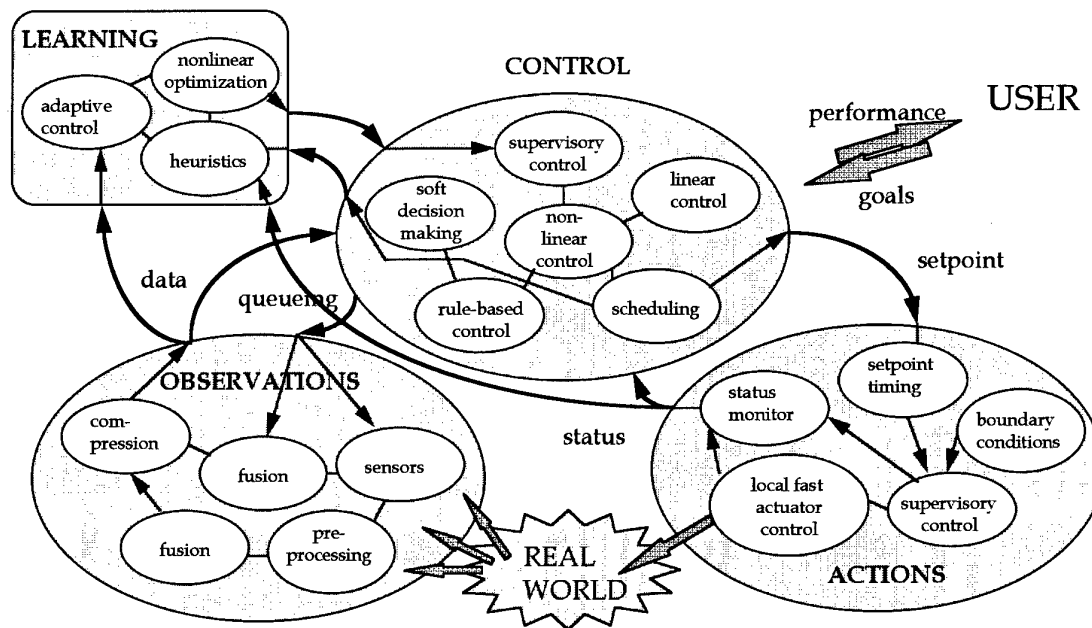 LEARNING
nonlinear
optimization
adaptive
control
heuristics
CONTROL
supervisory
control
linear
control
soft
decision
making
non-
linear
control
rule-based
control
scheduling
USER
performance
goals
setpoint
data
queueing
status
OBSERVATIONS
com-
pression
fusion
sensors
fusion
pre-
processing
REAL
WORLD
setpoint
timing
status
monitor
boundary
conditions
local fast
actuator
control
supervisory
control
ACTIONS